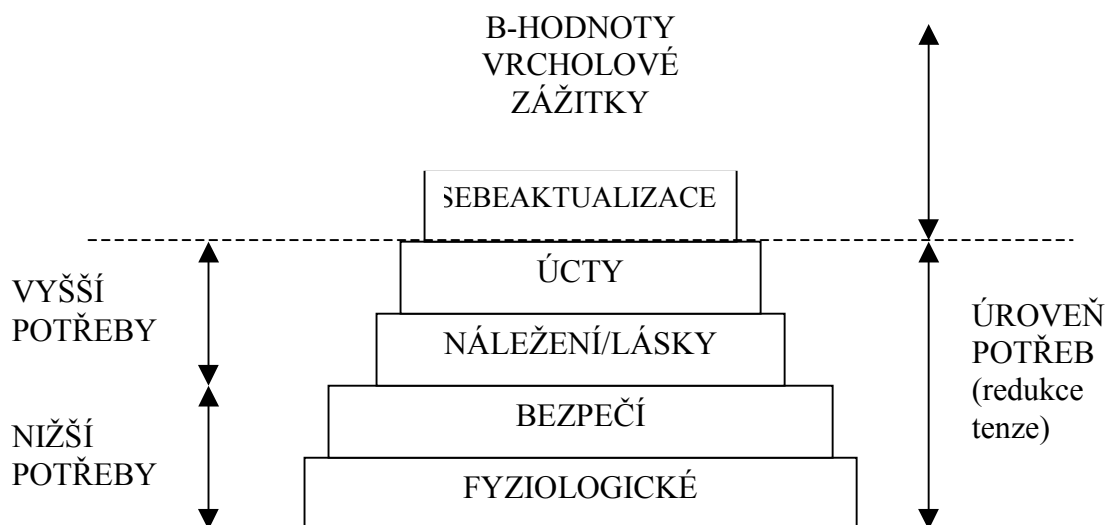 B-HODNOTY
VRCHOLOVÉ
ZÁŽITKY
SEBEAKTUALIZACE
ÚCTY
VYŠŠÍ
POTŘEBY
NÁLEŽENÍ/LÁSKY
ÚROVEŇ
POTŘEB
(redukce
tenze)
BEZPEČÍ
NIŽŠÍ
POTŘEBY
FYZIOLOGICKÉ